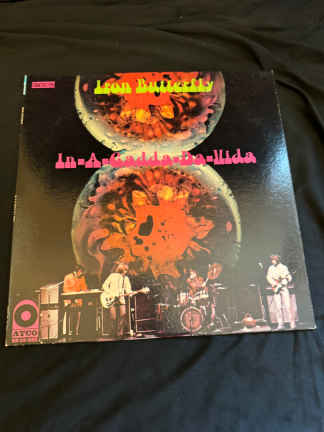 Iron Butterfly
In-A-Gadda-Da-Vida
ATCO